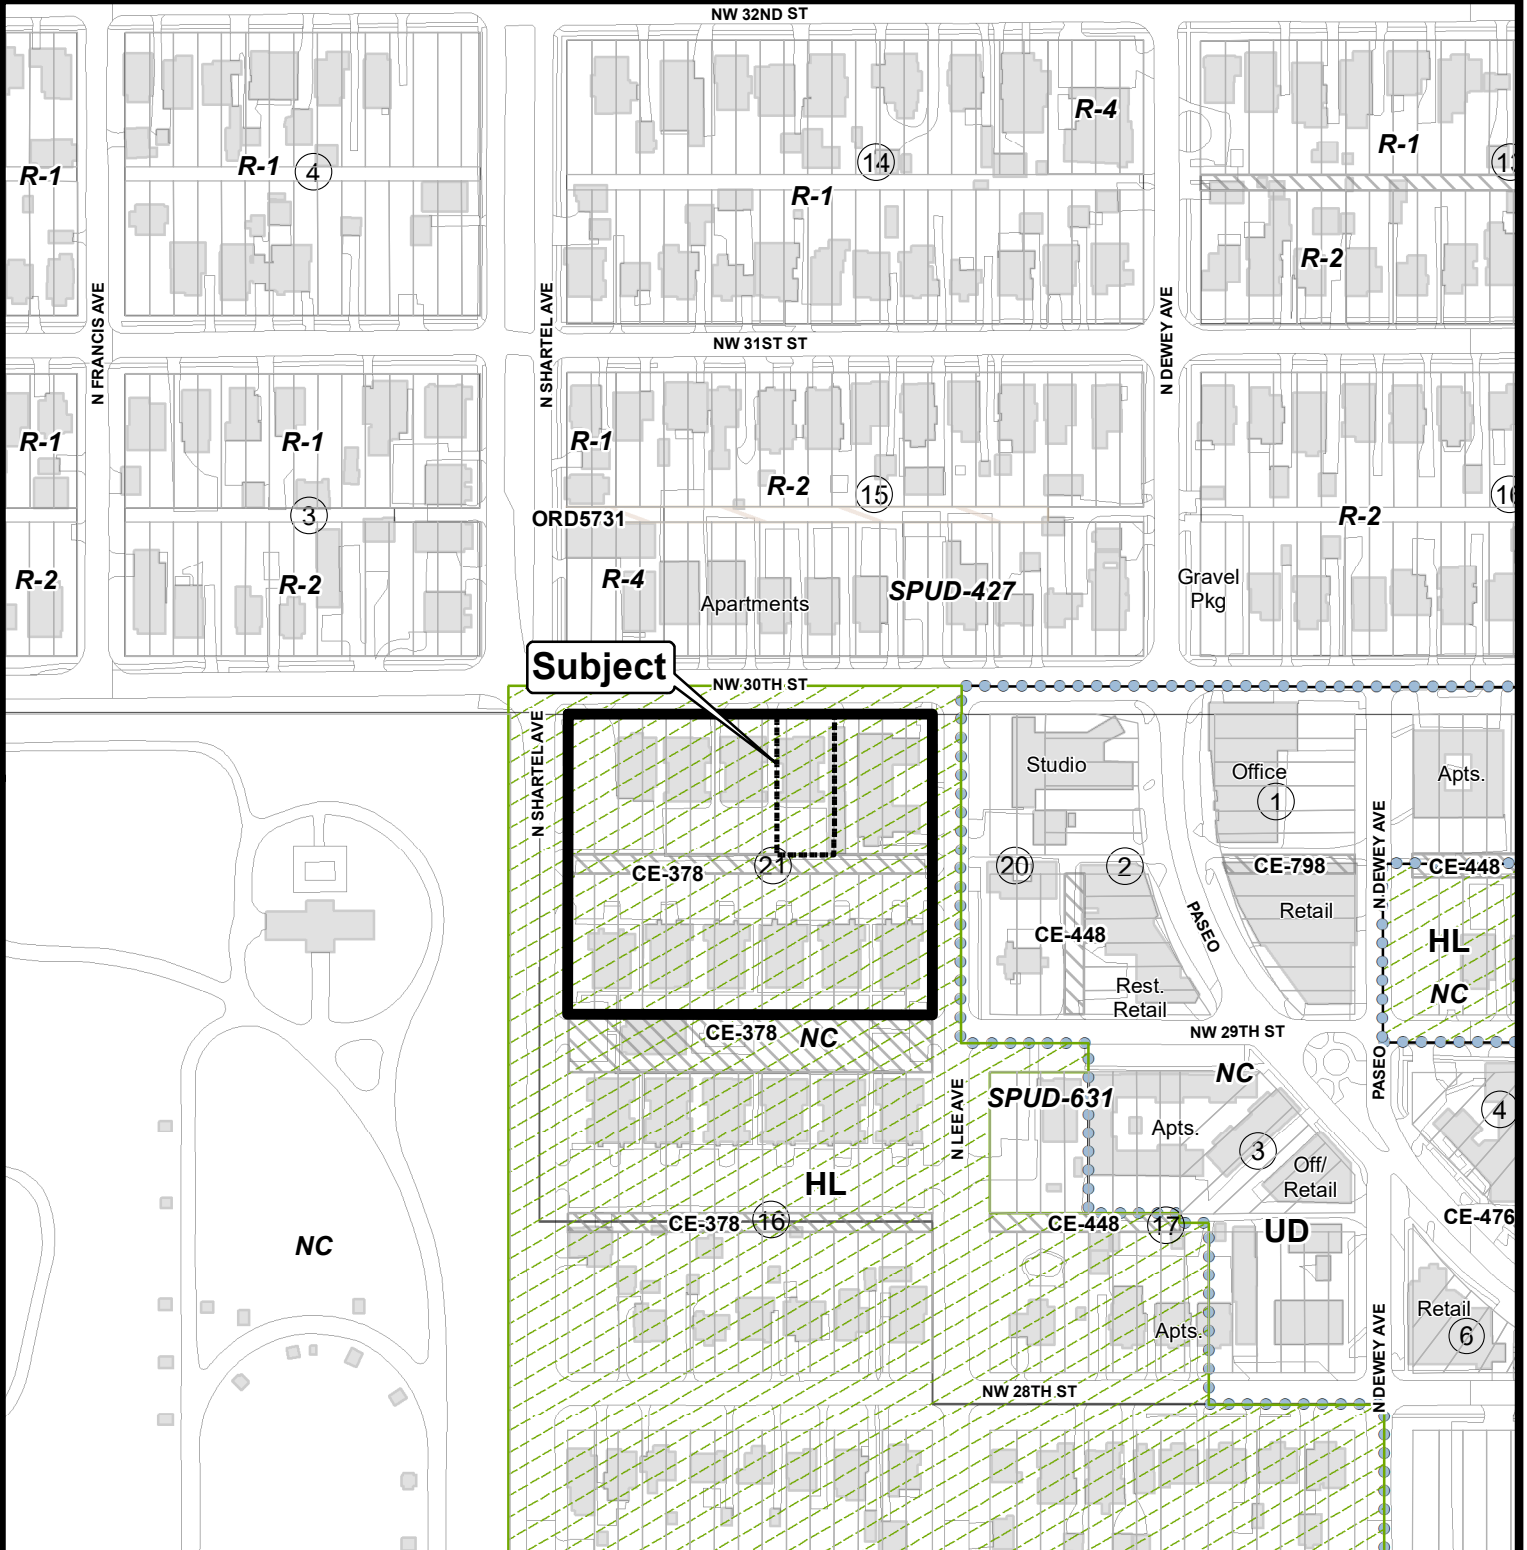 NW 32ND ST
R-4
R-1
R-1
4
14
13
R-1
R-1
R-2
N FRANCIS AVE
N SHARTEL AVE
N DEWEY AVE
NW 31ST ST
R-1
R-1
R-1
R-2
15
16
3
ORD5731
R-2
R-2
R-2
R-4
Apartments
SPUD-427
Gravel
Pkg
Subject
NW 30TH ST
N SHARTEL AVE
Studio
Office
1
Apts.
N DEWEY AVE
21
CE-378
20
2
CE-798
CE-448
Retail
PASEO
CE-448
HL
NC
Rest.
Retail
CE-378
NC
NW 29TH ST
PASEO
NC
SPUD-631
N LEE AVE
4
Apts.
3
Off/
Retail
HL
CE-378
16
CE-448
17
UD
CE-476
NC
Retail
6
Apts.
N DEWEY AVE
NW 28TH ST